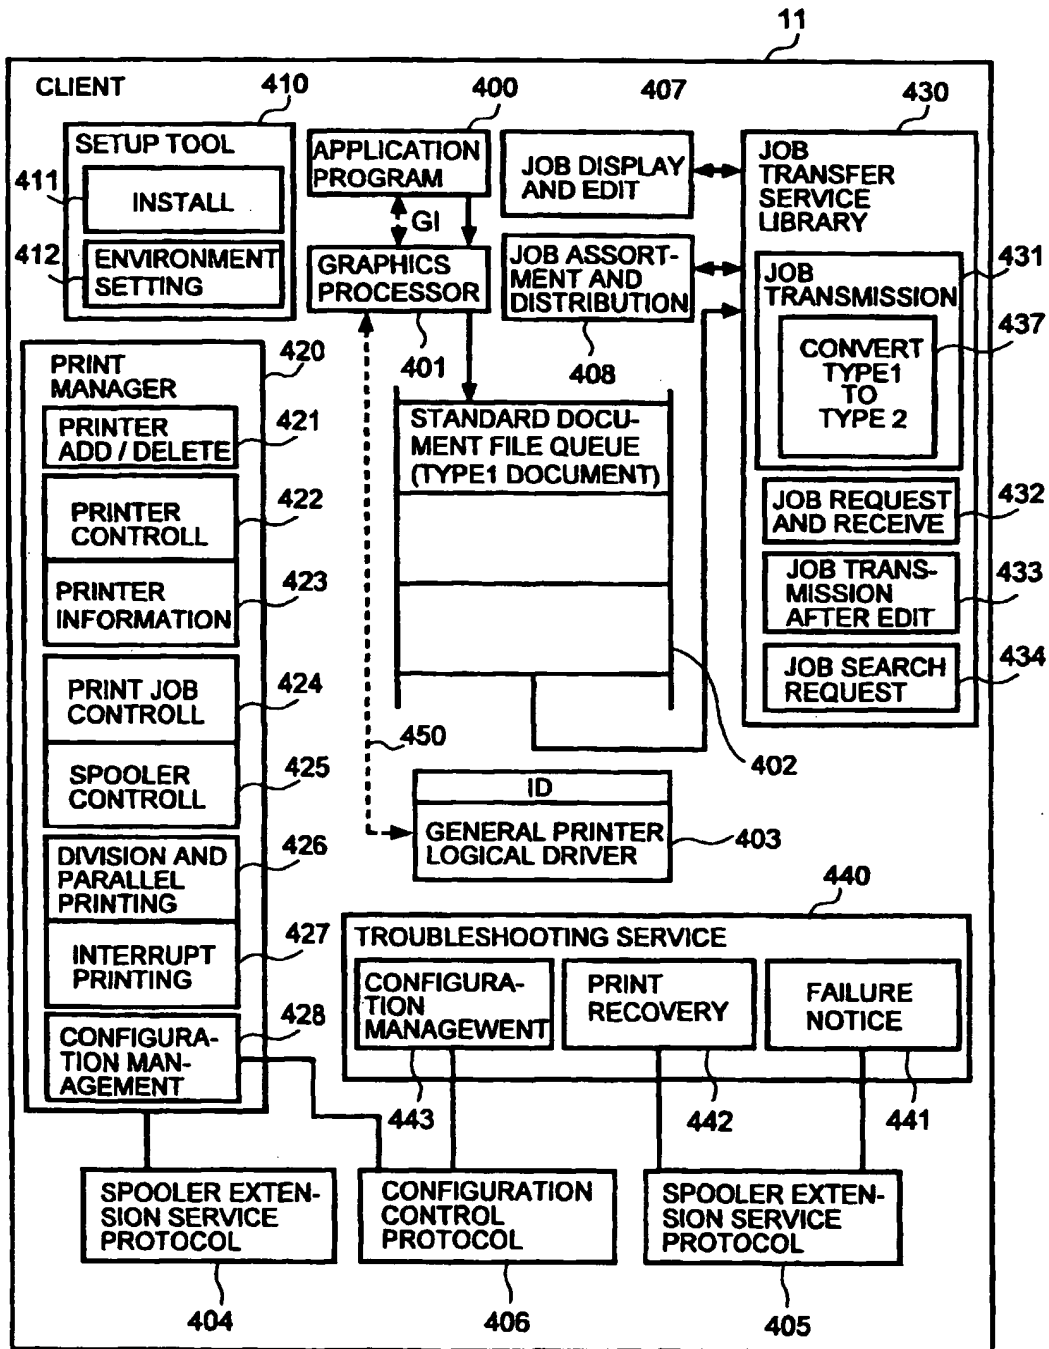 11
CLIENT
410
400
407
430
SETUP TOOL
411
INSTALL
412
ENVIRONMENT
SETTING
APPLICATION
PROGRAM
GI
GRAPHICS
PROCESSOR
401
JOB DISPLAY
AND EDIT
JOB ASSORT-
MENT AND
DISTRIBUTION
408
JOB
TRANSFER
SERVICE
LIBRARY
431
JOB
TRANSMISSION
437
CONVERT
TYPE1
TO
TYPE 2
432
JOB REQUEST
AND RECEIVE
433
JOB TRANS-
MISSION
AFTER EDIT
434
JOB SEARCH
REQUEST
420
PRINT
MANAGER
421
PRINTER
ADD / DELETE
422
PRINTER
CONTROLL
423
PRINTER
INFORMATION
424
PRINT JOB
CONTROLL
425
SPOOLER
CONTROLL
426
DIVISION AND
PARALLEL
PRINTING
427
INTERRUPT
PRINTING
428
CONFIGURA-
TION MAN-
AGEMENT
STANDARD DOCU-
MENT FILE QUEUE
(TYPE1 DOCUMENT)
450
402
ID
GENERAL PRINTER
LOGICAL DRIVER
403
440
TROUBLESHOOTING SERVICE
CONFIGURA-
TION
MANAGEWENT
443
PRINT
RECOVERY
442
FAILURE
NOTICE
441
SPOOLER EXTEN-
SION SERVICE
PROTOCOL
404
CONFIGURATION
CONTROL
PROTOCOL
406
SPOOLER EXTEN-
SION SERVICE
PROTOCOL
405